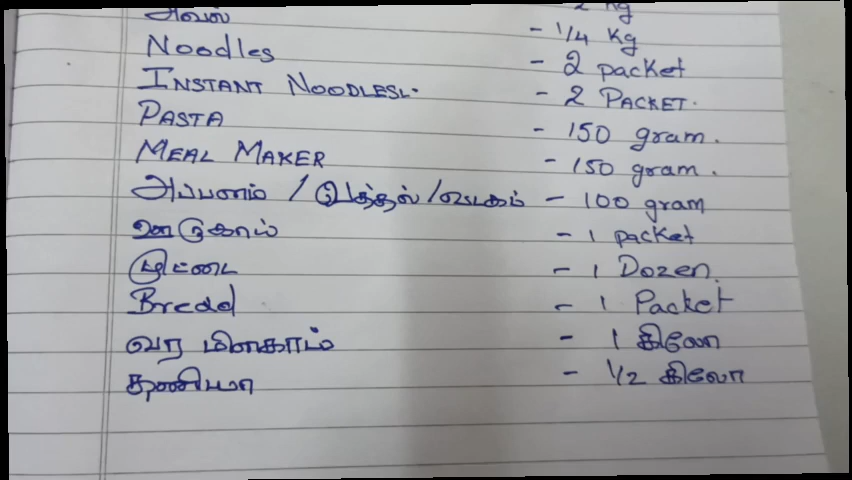 அவல் - 1/4 Kg
Noodles - 2 packet
INSTANT NOODLESL. - 2 PACKET.
PASTA - 150 gram.
MEAL MAKER - 150 gram.
அப்பளம் / வத்தல் / வடகம் - 100 gram
ஊறுகாய் - 1 packet
முட்டை - 1 Dozen.
Bread - 1 Packet
வர மிளகாய் - 1 கிலோ
தனியா - 1/2 கிலோ